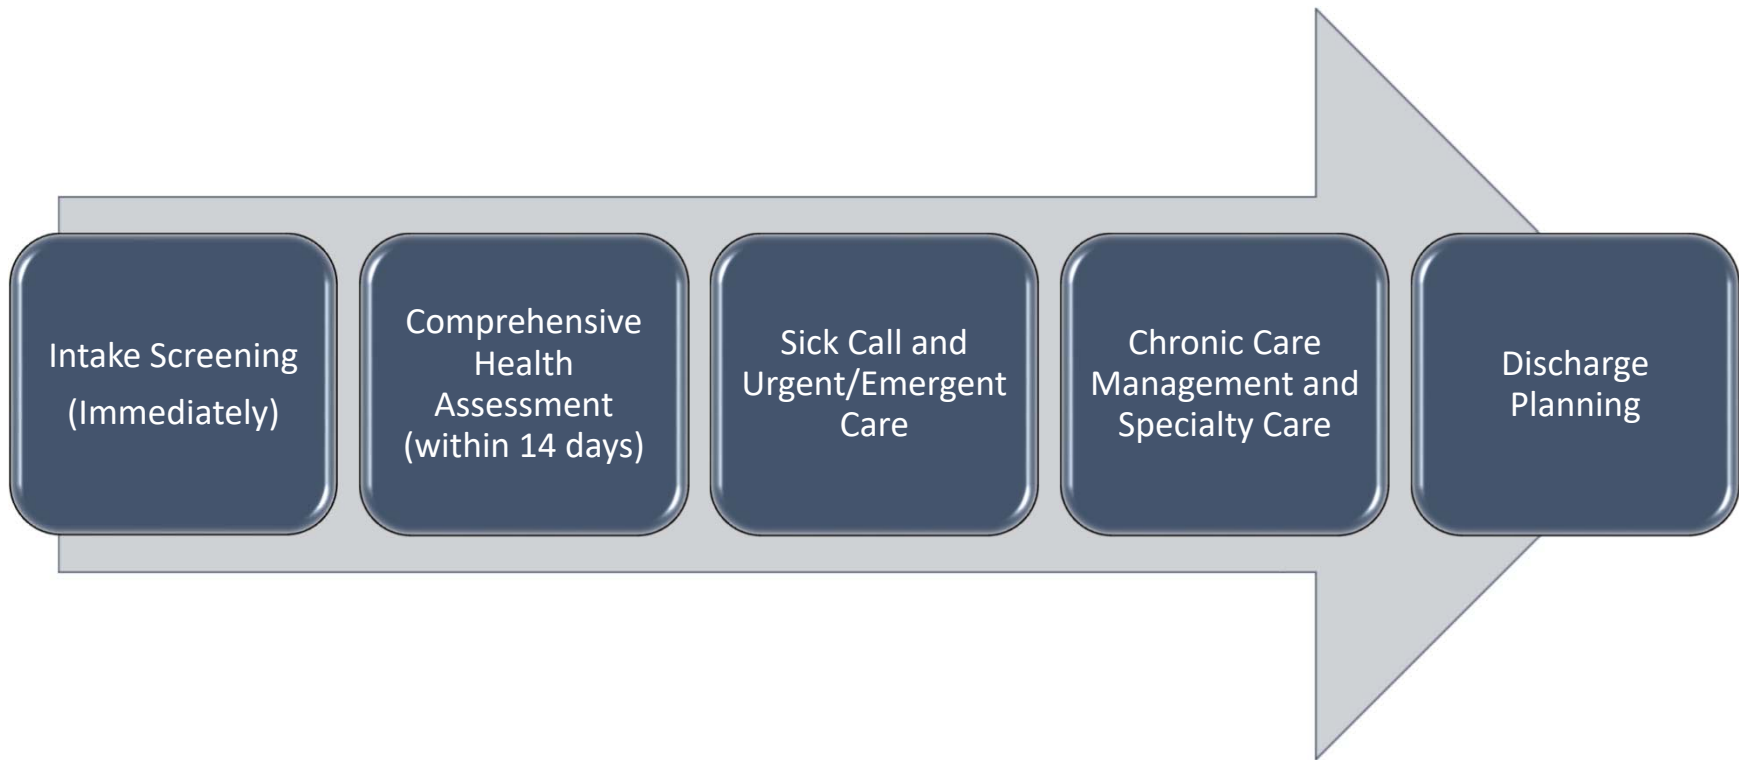 Intake Screening
(Immediately)
Comprehensive
Health
Assessment
(within 14 days)
Sick Call and
Urgent/Emergent
Care
Chronic Care
Management and
Specialty Care
Discharge
Planning